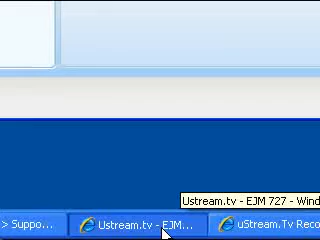 Ustream.tv - EJM 727 - Wind
> Suppo...
Ustream.tv - EJM...
uStream.Tv Reco